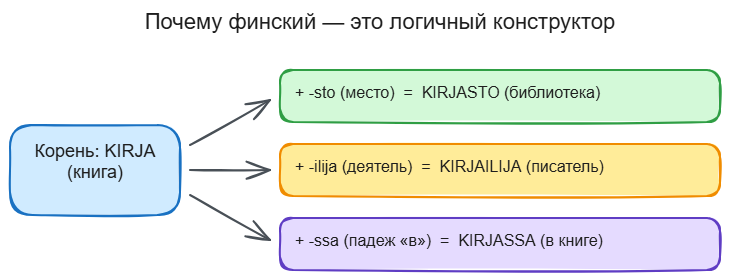 Почему финский — это логичный конструктор
Корень: KIRJA
(книга)
+ -sto (место) = KIRJASTO (библиотека)
+ -ilija (деятель) = KIRJAILIJA (писатель)
+ -ssa (падеж «в») = KIRJASSA (в книге)